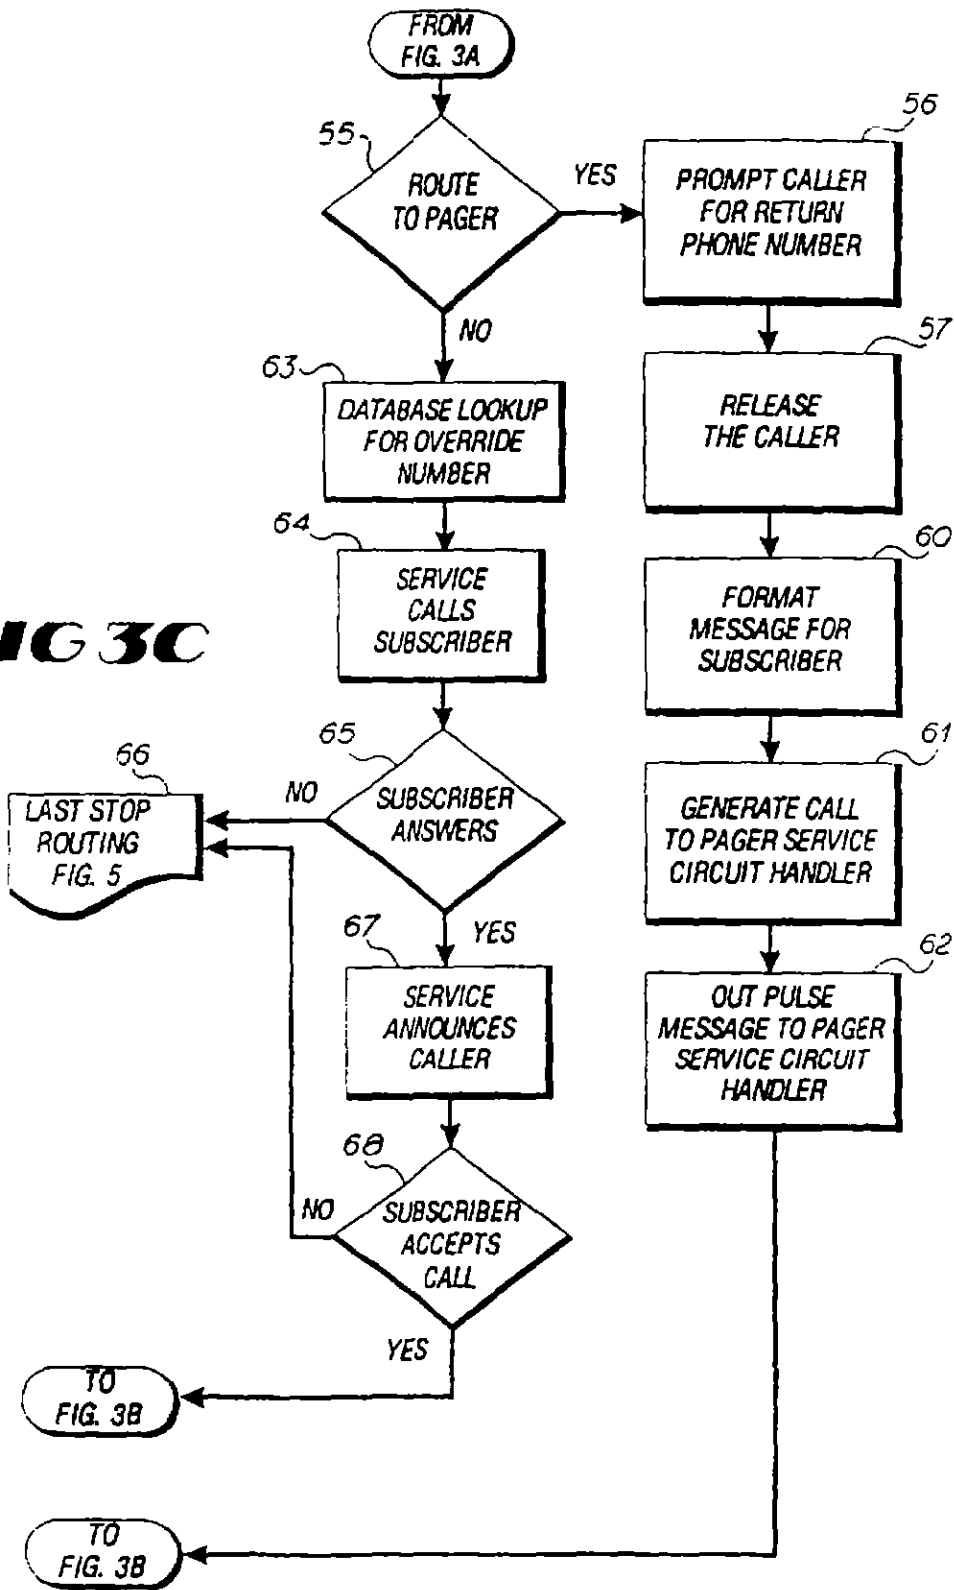 FROM
FIG. 3A
55
ROUTE
TO PAGER
YES
NO
56
PROMPT CALLER
FOR RETURN
PHONE NUMBER
57
RELEASE
THE CALLER
63
DATABASE LOOKUP
FOR OVERRIDE
NUMBER
60
FORMAT
MESSAGE FOR
SUBSCRIBER
64
SERVICE
CALLS
SUBSCRIBER
IG 3C
61
GENERATE CALL
TO PAGER SERVICE
CIRCUIT HANDLER
65
SUBSCRIBER
ANSWERS
NO
YES
66
LAST STOP
ROUTING
FIG. 5
62
OUT PULSE
MESSAGE TO PAGER
SERVICE CIRCUIT
HANDLER
67
SERVICE
ANNOUNCES
CALLER
68
SUBSCRIBER
ACCEPTS
CALL
NO
YES
TO
FIG. 3B
TO
FIG. 3B